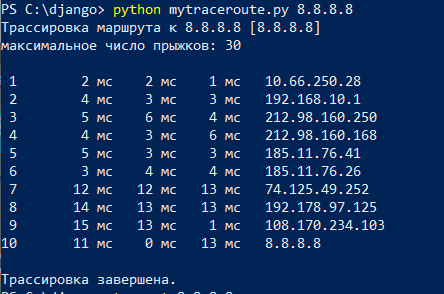 PS C:\django> python mytraceroute.py 8.8.8.8
Трассировка маршрута к 8.8.8.8 [8.8.8.8]
максимальное число прыжков: 30
1 2 мс 2 мс 1 мс 10.66.250.28
2 4 мс 3 мс 3 мс 192.168.10.1
3 5 мс 6 мс 4 мс 212.98.160.250
4 4 мс 3 мс 6 мс 212.98.160.168
5 5 мс 3 мс 3 мс 185.11.76.41
6 3 мс 4 мс 4 мс 185.11.76.26
7 12 мс 12 мс 13 мс 74.125.49.252
8 14 мс 13 мс 13 мс 192.178.97.125
9 15 мс 13 мс 1 мс 108.170.234.103
10 11 мс 0 мс 13 мс 8.8.8.8
Трассировка завершена.